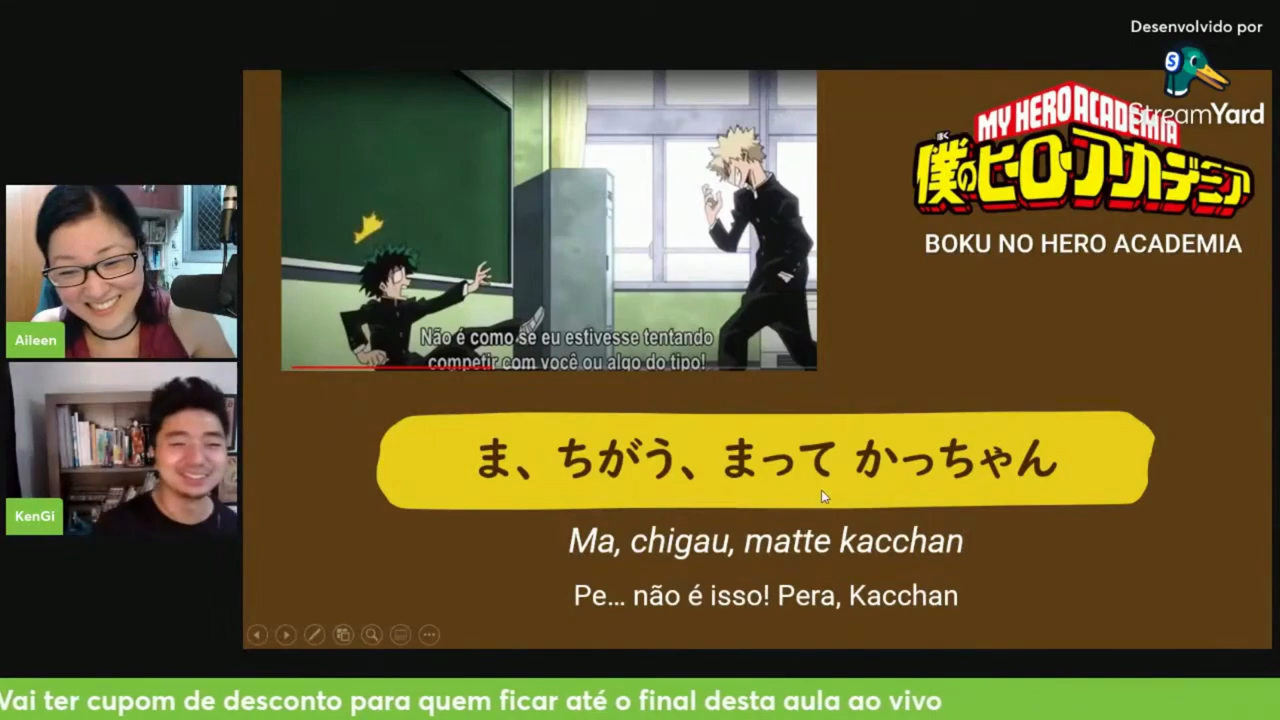 Desenvolvido por
StreamYard
MY HERO ACADEMIA
ぼく
僕のヒーローアカデミア
BOKU NO HERO ACADEMIA
Não é como se eu estivesse tentando
competir com você ou algo do tipo!
Aileen
KenGi
ま、ちがう、まって かっちゃん
Ma, chigau, matte kacchan
Pe... não é isso! Pera, Kacchan
Vai ter cupom de desconto para quem ficar até o final desta aula ao vivo